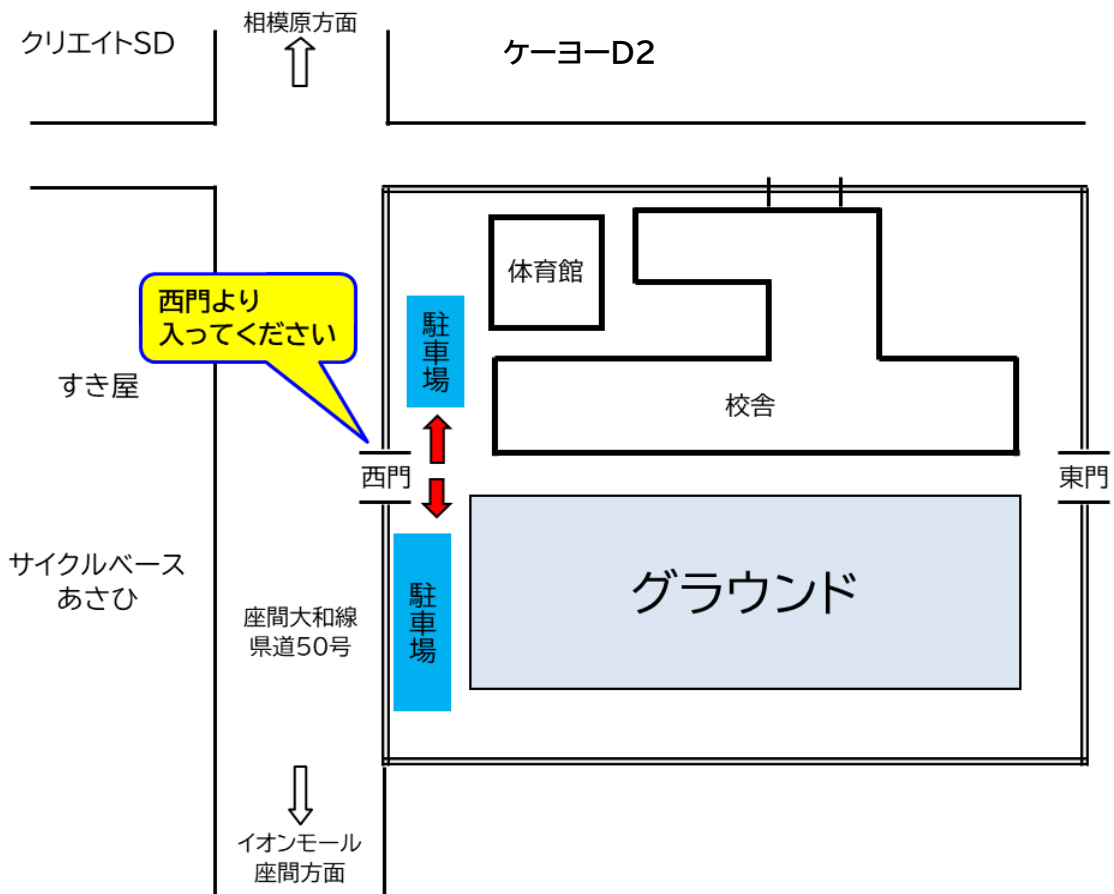 相模原方面
クリエイトSD
ケーヨーD2
体育館
西門より
入ってください
駐車場
すき屋
校舎
西門
東門
サイクルベース
あさひ
グラウンド
駐車場
座間大和線
県道50号
イオンモール
座間方面